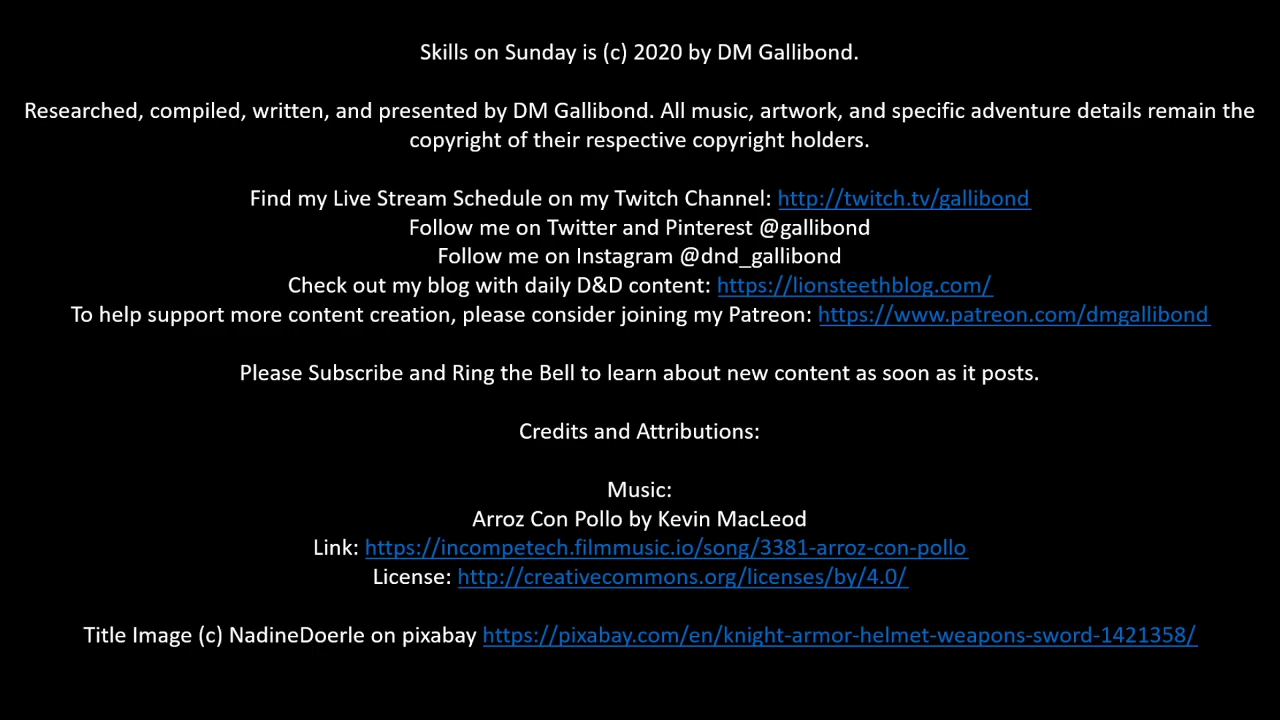 Skills on Sunday is (c) 2020 by DM Gallibond.
Researched, compiled, written, and presented by DM Gallibond. All music, artwork, and specific adventure details remain the
copyright of their respective copyright holders.
Find my Live Stream Schedule on my Twitch Channel: http://twitch.tv/gallibond
Follow me on Twitter and Pinterest @gallibond
Follow me on Instagram @dnd_gallibond
Check out my blog with daily D&D content: https://lionsteethblog.com/
To help support more content creation, please consider joining my Patreon: https://www.patreon.com/dmgallibond
Please Subscribe and Ring the Bell to learn about new content as soon as it posts.
Credits and Attributions:
Music:
Arroz Con Pollo by Kevin MacLeod
Link: https://incompetech.filmmusic.io/song/3381-arroz-con-pollo
License: http://creativecommons.org/licenses/by/4.0/
Title Image (c) NadineDoerle on pixabay https://pixabay.com/en/knight-armor-helmet-weapons-sword-1421358/